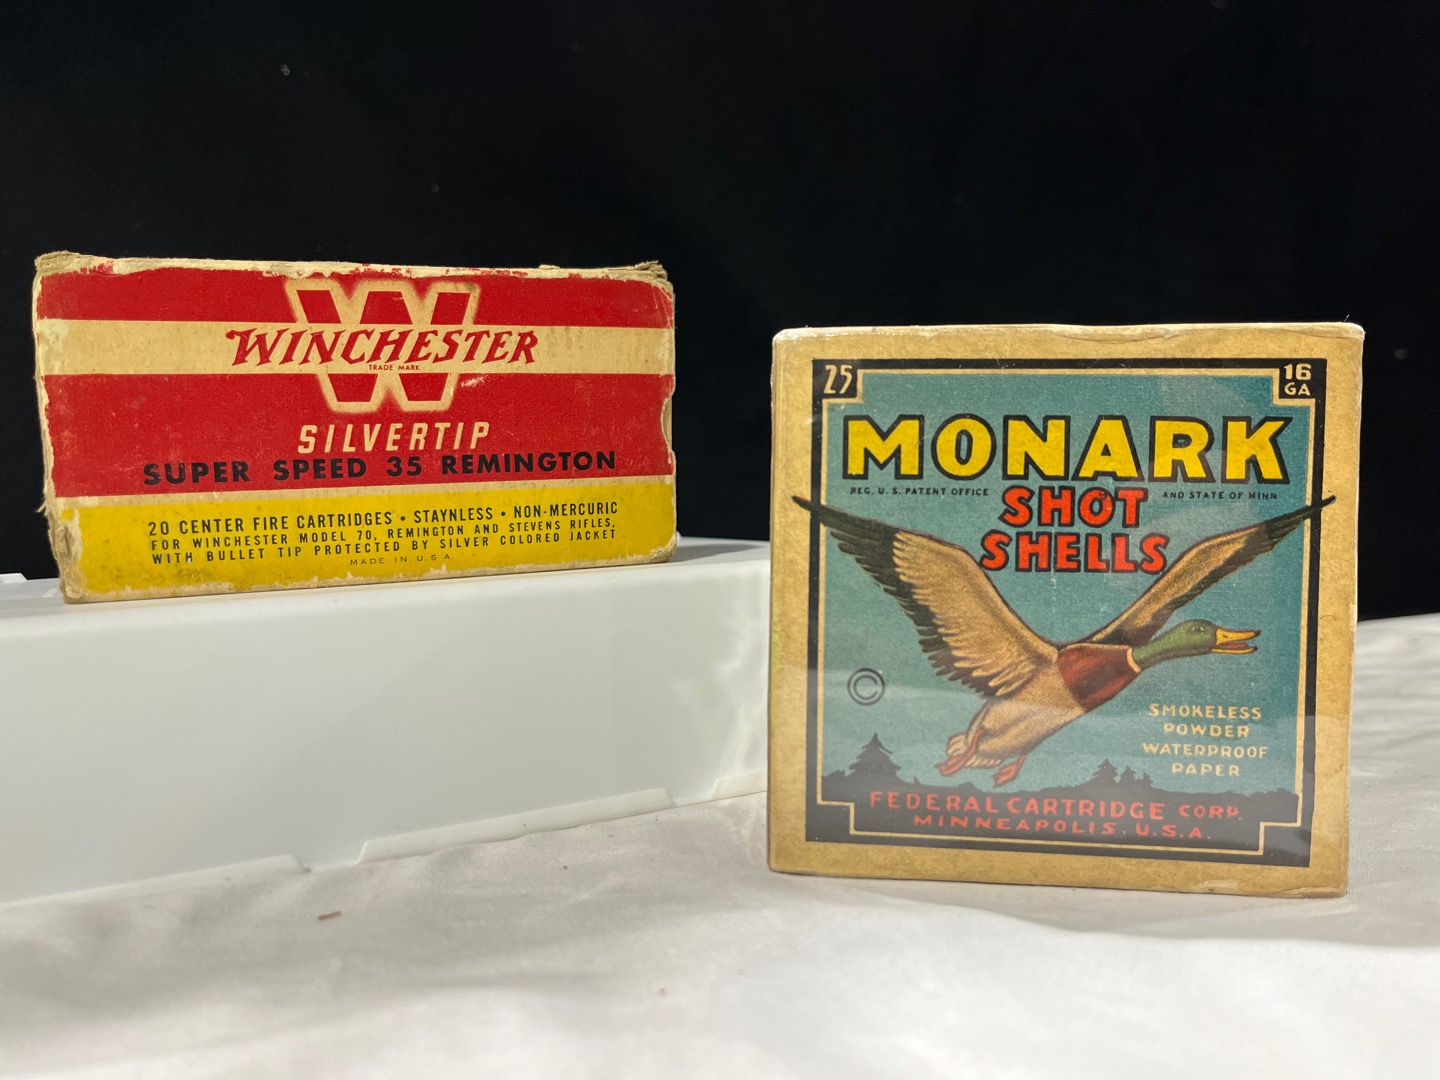 WINCHESTER
TRADE MARK
SILVERTIP
SUPER SPEED 35 REMINGTON
20 CENTER FIRE CARTRIDGES • STAYNLESS • NON-MERCURIC
FOR WINCHESTER MODEL 70, REMINGTON AND STEVENS RIFLES,
WITH BULLET TIP PROTECTED BY SILVER COLORED JACKET
MADE IN U.S.A.
25
16
GA
MONARK
REG. U.S. PATENT OFFICE AND STATE OF MINN
SHOT
SHELLS
©
SMOKELESS
POWDER
WATERPROOF
PAPER
FEDERAL CARTRIDGE CORP.
MINNEAPOLIS, U.S.A.